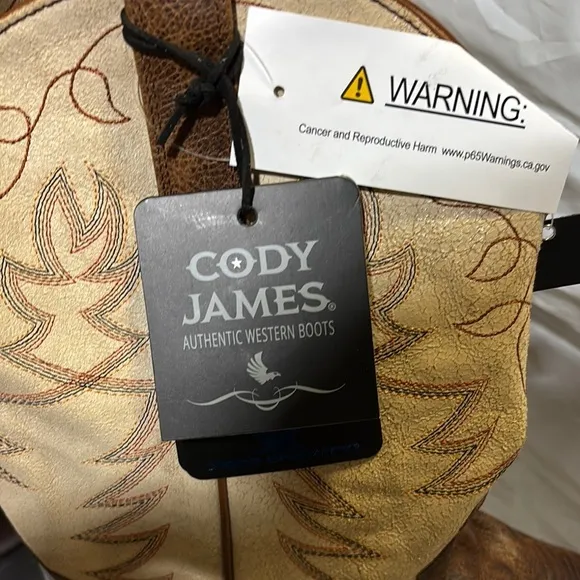 WARNING:
Cancer and Reproductive Harm www.p65Warnings.ca.gov
CODY
JAMES®
AUTHENTIC WESTERN BOOTS